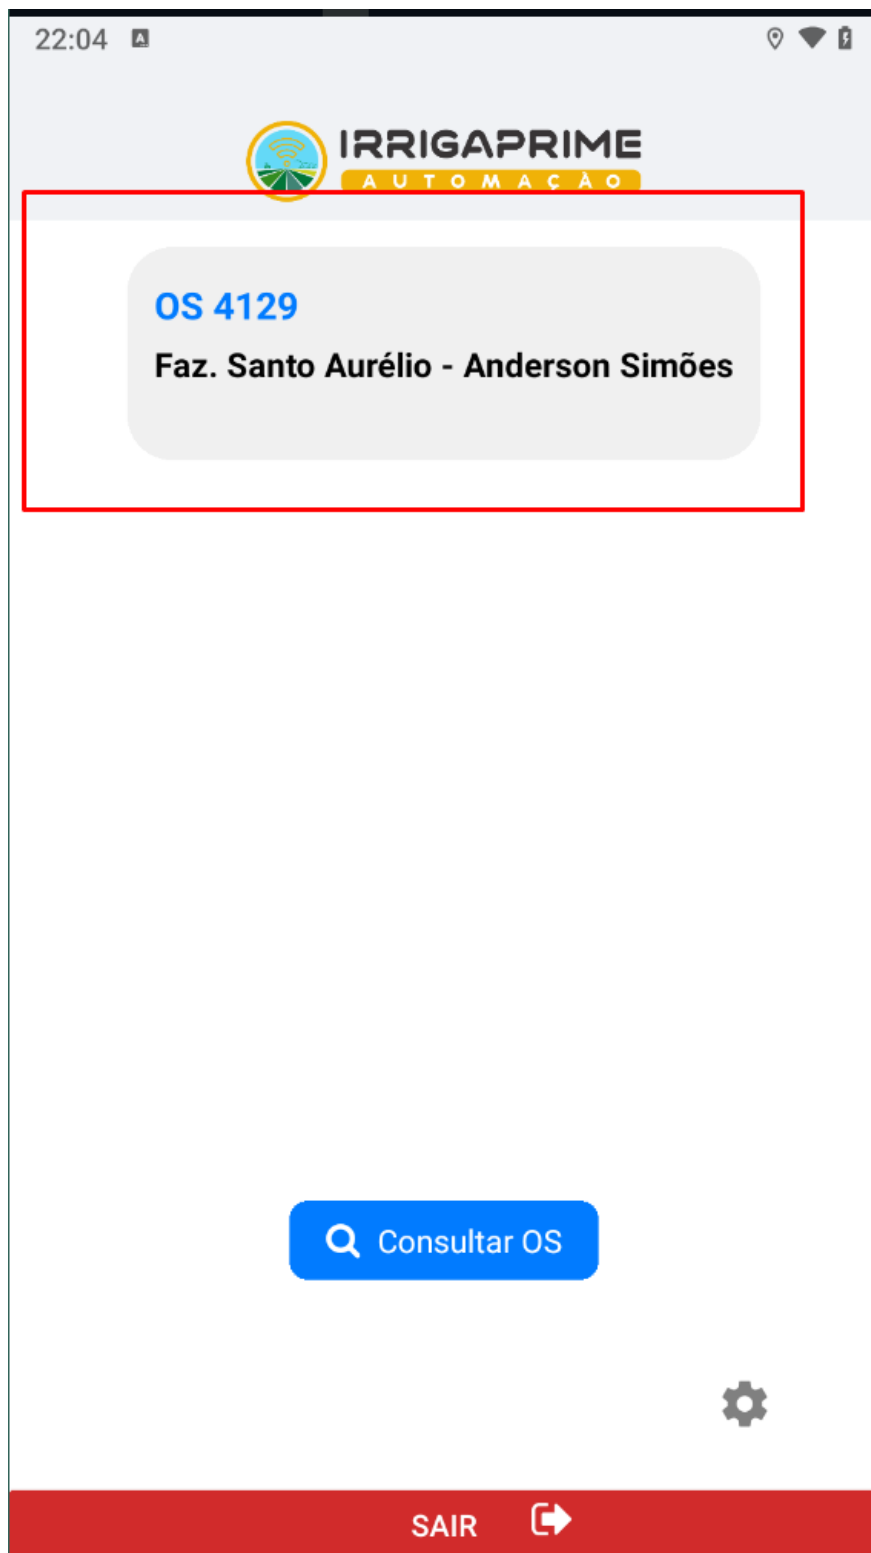 22:04
IRRIGAPRIME
AUTOMAÇÃO
OS 4129
Faz. Santo Aurélio - Anderson Simões
Consultar OS
SAIR